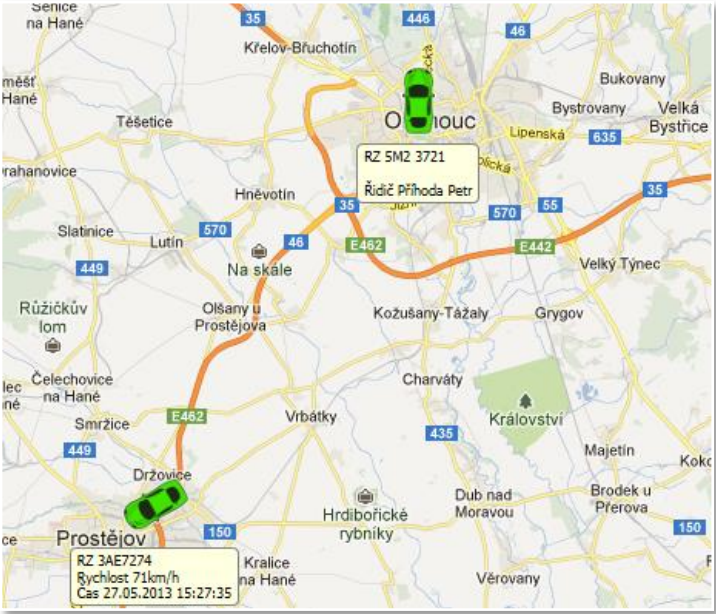 Senice
na Hané
35
446
46
Křelov-Břuchotín
Bukovany
měšť
Hané
Těšetice
Bystrovany
Velká
Bystřice
Lipenská
635
RZ 5M2 3721
Řidič Příhoda Petr
Hněvotín
35
570
55
35
Slatinice
570
Lutín
46
E462
E442
449
Na skále
Velký Týnec
Růžičkův
lom
Olšany u
Prostějova
Kožušany-Tážaly
Grygov
Čelechovice
na Hané
Charváty
E462
Smržice
Vrbátky
Království
449
435
Majetín
Držovice
Dub nad
Moravou
Brodek u
Přerova
Hrdibořické
rybníky
150
150
Prostějov
RZ 3AE7274
Rychlost 71km/h
Čas 27.05.2013 15:27:35
Kralice
na Hané
Věrovany